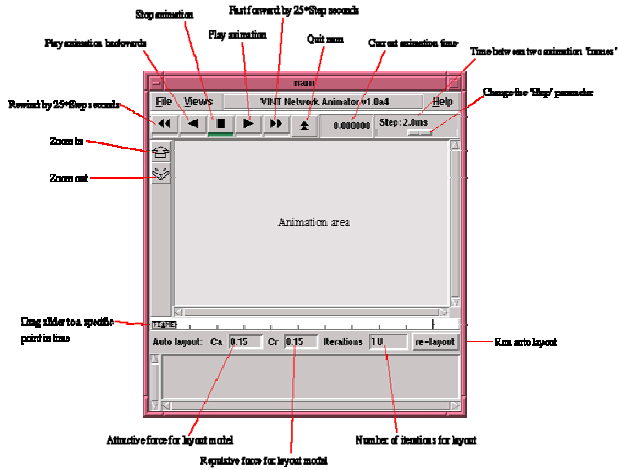 Fast forward by 25*Step seconds
Stop animation
Play animation
Quit nam
Current animation time
Play animation backwards
Time between two animation "frames"
nam
Change the "Step" parameter
Rewind by 25*Step seconds
File Views VINT Network Animator v1.0a4 Help
0.000000 Step: 2.0ms
Zoom in
Zoom out
Animation area
Drag slider to a specific
point in time
TIME
Auto layout: Ca 0.15 Cr 0.15 Iterations 10 re-layout
Run auto layout
Attractive force for layout model
Number of iterations for layout
Repulsive force for layout model